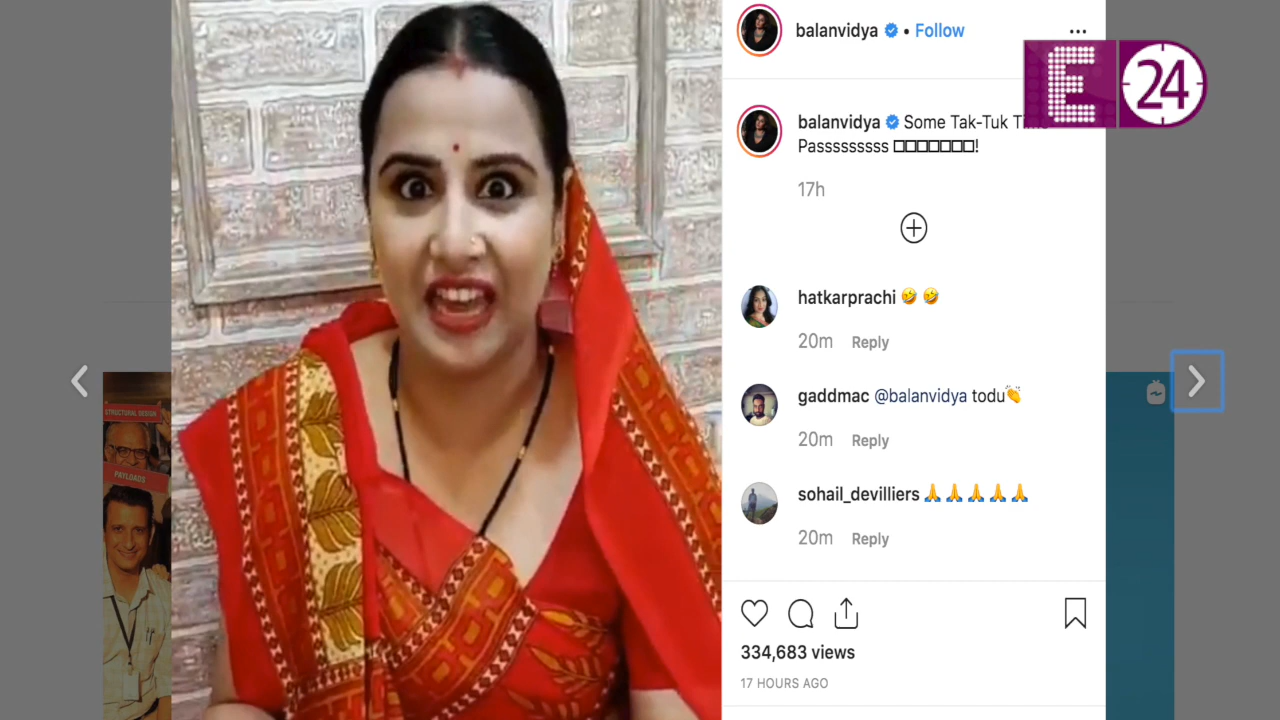 balanvidya • Follow
E 24
balanvidya Some Tak-Tuk
Passsssssss □□□□□□□!
17h
hatkarprachi 🤣 🤣
20m Reply
gaddmac @balanvidya todu👏
20m Reply
sohail_devilliers 🙏🙏🙏🙏🙏
20m Reply
334,683 views
17 HOURS AGO
STRUCTURAL DESIGN
PAYLOADS